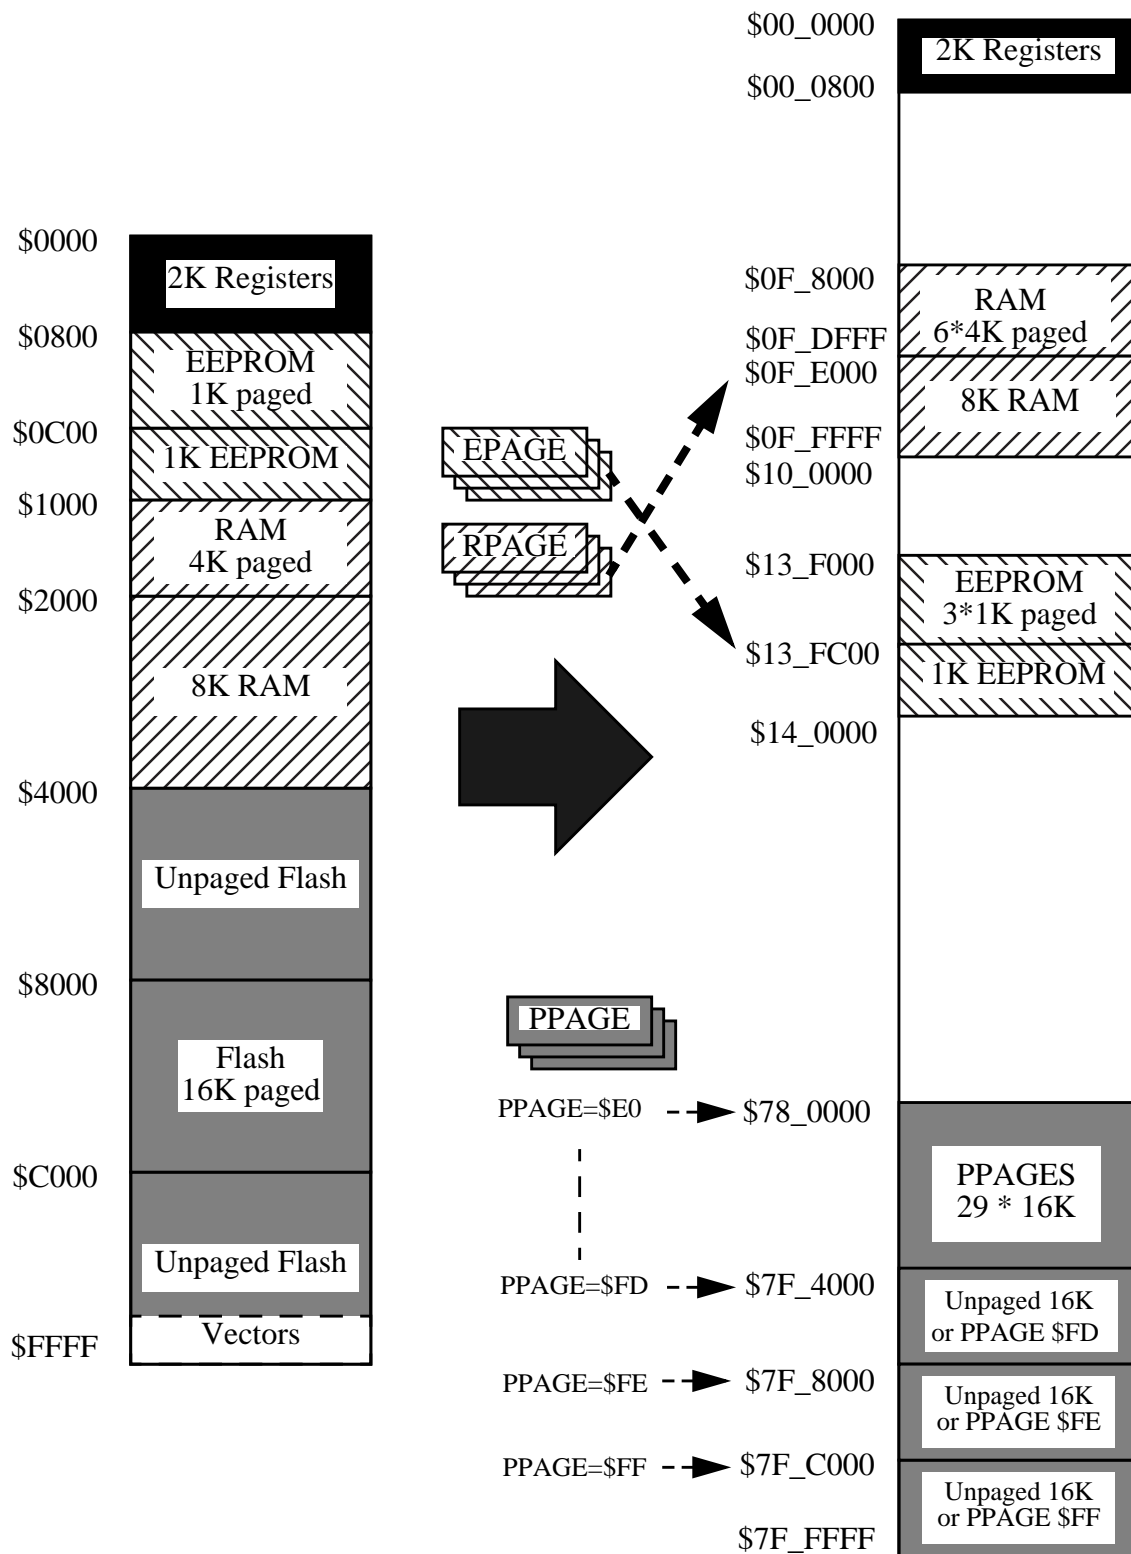 $0000
2K Registers
$0800
EEPROM
1K paged
$0C00
1K EEPROM
$1000
RAM
4K paged
$2000
8K RAM
$4000
Unpaged Flash
$8000
Flash
16K paged
$C000
Unpaged Flash
Vectors
$FFFF
EPAGE
RPAGE
PPAGE
PPAGE=$E0
PPAGE=$FD
PPAGE=$FE
PPAGE=$FF
$00_0000
2K Registers
$00_0800
$0F_8000
RAM
6*4K paged
$0F_DFFF
$0F_E000
8K RAM
$0F_FFFF
$10_0000
$13_F000
EEPROM
3*1K paged
$13_FC00
1K EEPROM
$14_0000
$78_0000
PPAGES
29 * 16K
$7F_4000
Unpaged 16K
or PPAGE $FD
$7F_8000
Unpaged 16K
or PPAGE $FE
$7F_C000
Unpaged 16K
or PPAGE $FF
$7F_FFFF